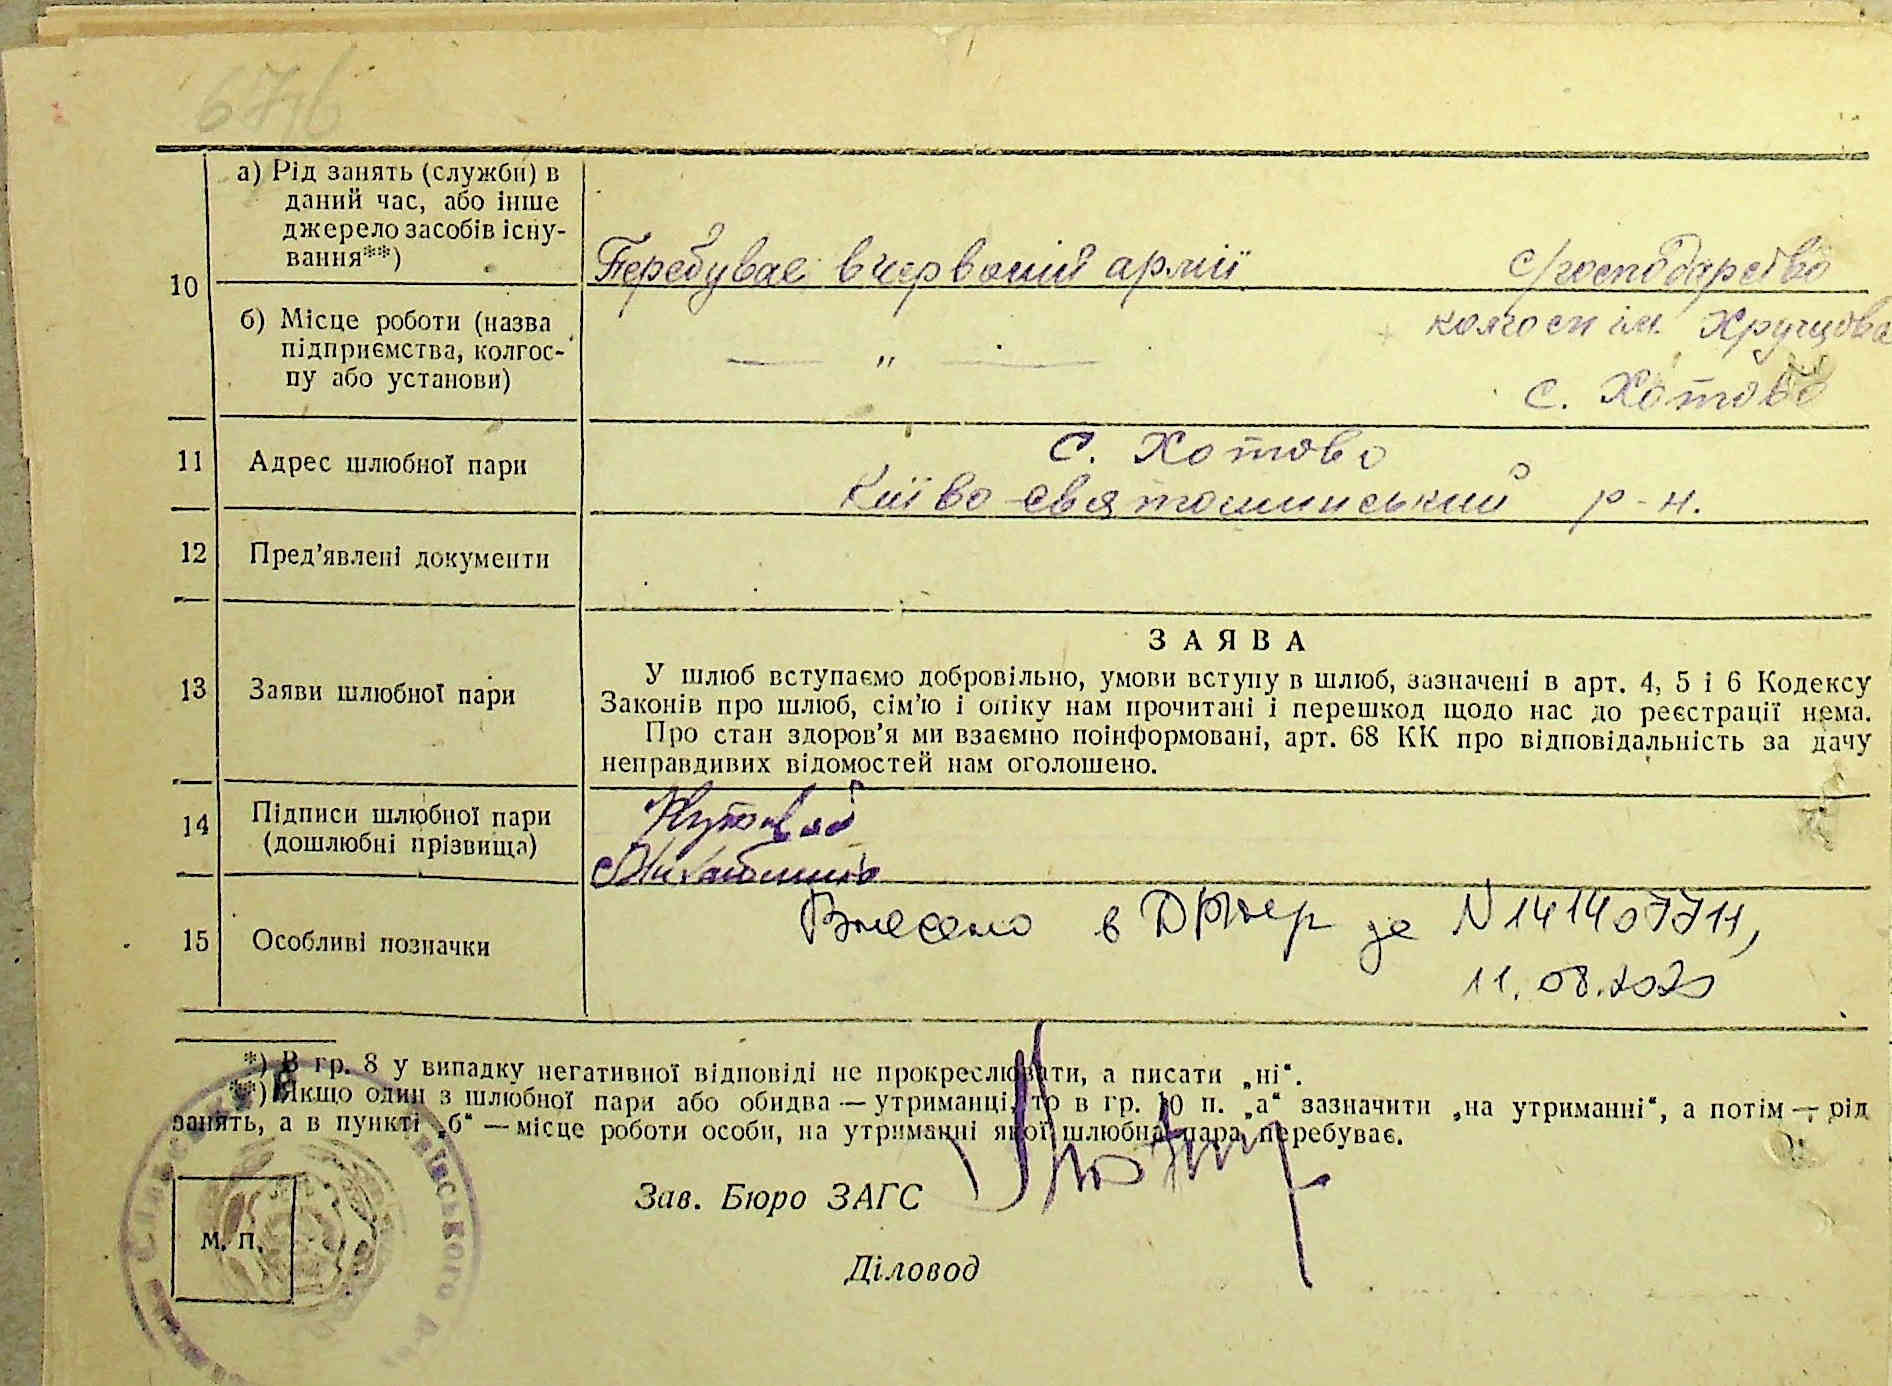 676
10
а) Рід занять (служби) в
даний час, або інше
джерело засобів існу-
вання**)
Перебуває в червоній армії
с/господарство
б) Місце роботи (назва
підприємства, колгос-
пу або установи)
— " —
колгосп ім. Хрущова
с. Хотово
11 Адрес шлюбної пари
с. Хотово
Київо-святошинський р-н.
12 Пред'явлені документи
13 Заяви шлюбної пари
ЗАЯВА
У шлюб вступаємо добровільно, умови вступу в шлюб, зазначені в арт. 4, 5 і 6 Кодексу
Законів про шлюб, сім'ю і опіку нам прочитані і перешкод щодо нас до реєстрації нема.
Про стан здоров'я ми взаємно поінформовані, арт. 68 КК про відповідальність за дачу
неправдивих відомостей нам оголошено.
14 Підписи шлюбної пари
(дошлюбні прізвища)
15 Особливі позначки
Внесено в за N 141407711,
11.08.2020
*) В гр. 8 у випадку негативної відповіді не прокреслювати, а писати „ні“.
**) Якщо один з шлюбної пари або обидва — утриманці, то в гр. 10 п. „а“ зазначити „на утриманні“, а потім — рід
занять, а в пункті „б“ — місце роботи особи, на утриманні якої шлюбна пара перебуває.
Зав. Бюро ЗАГС
М. П.
Діловод